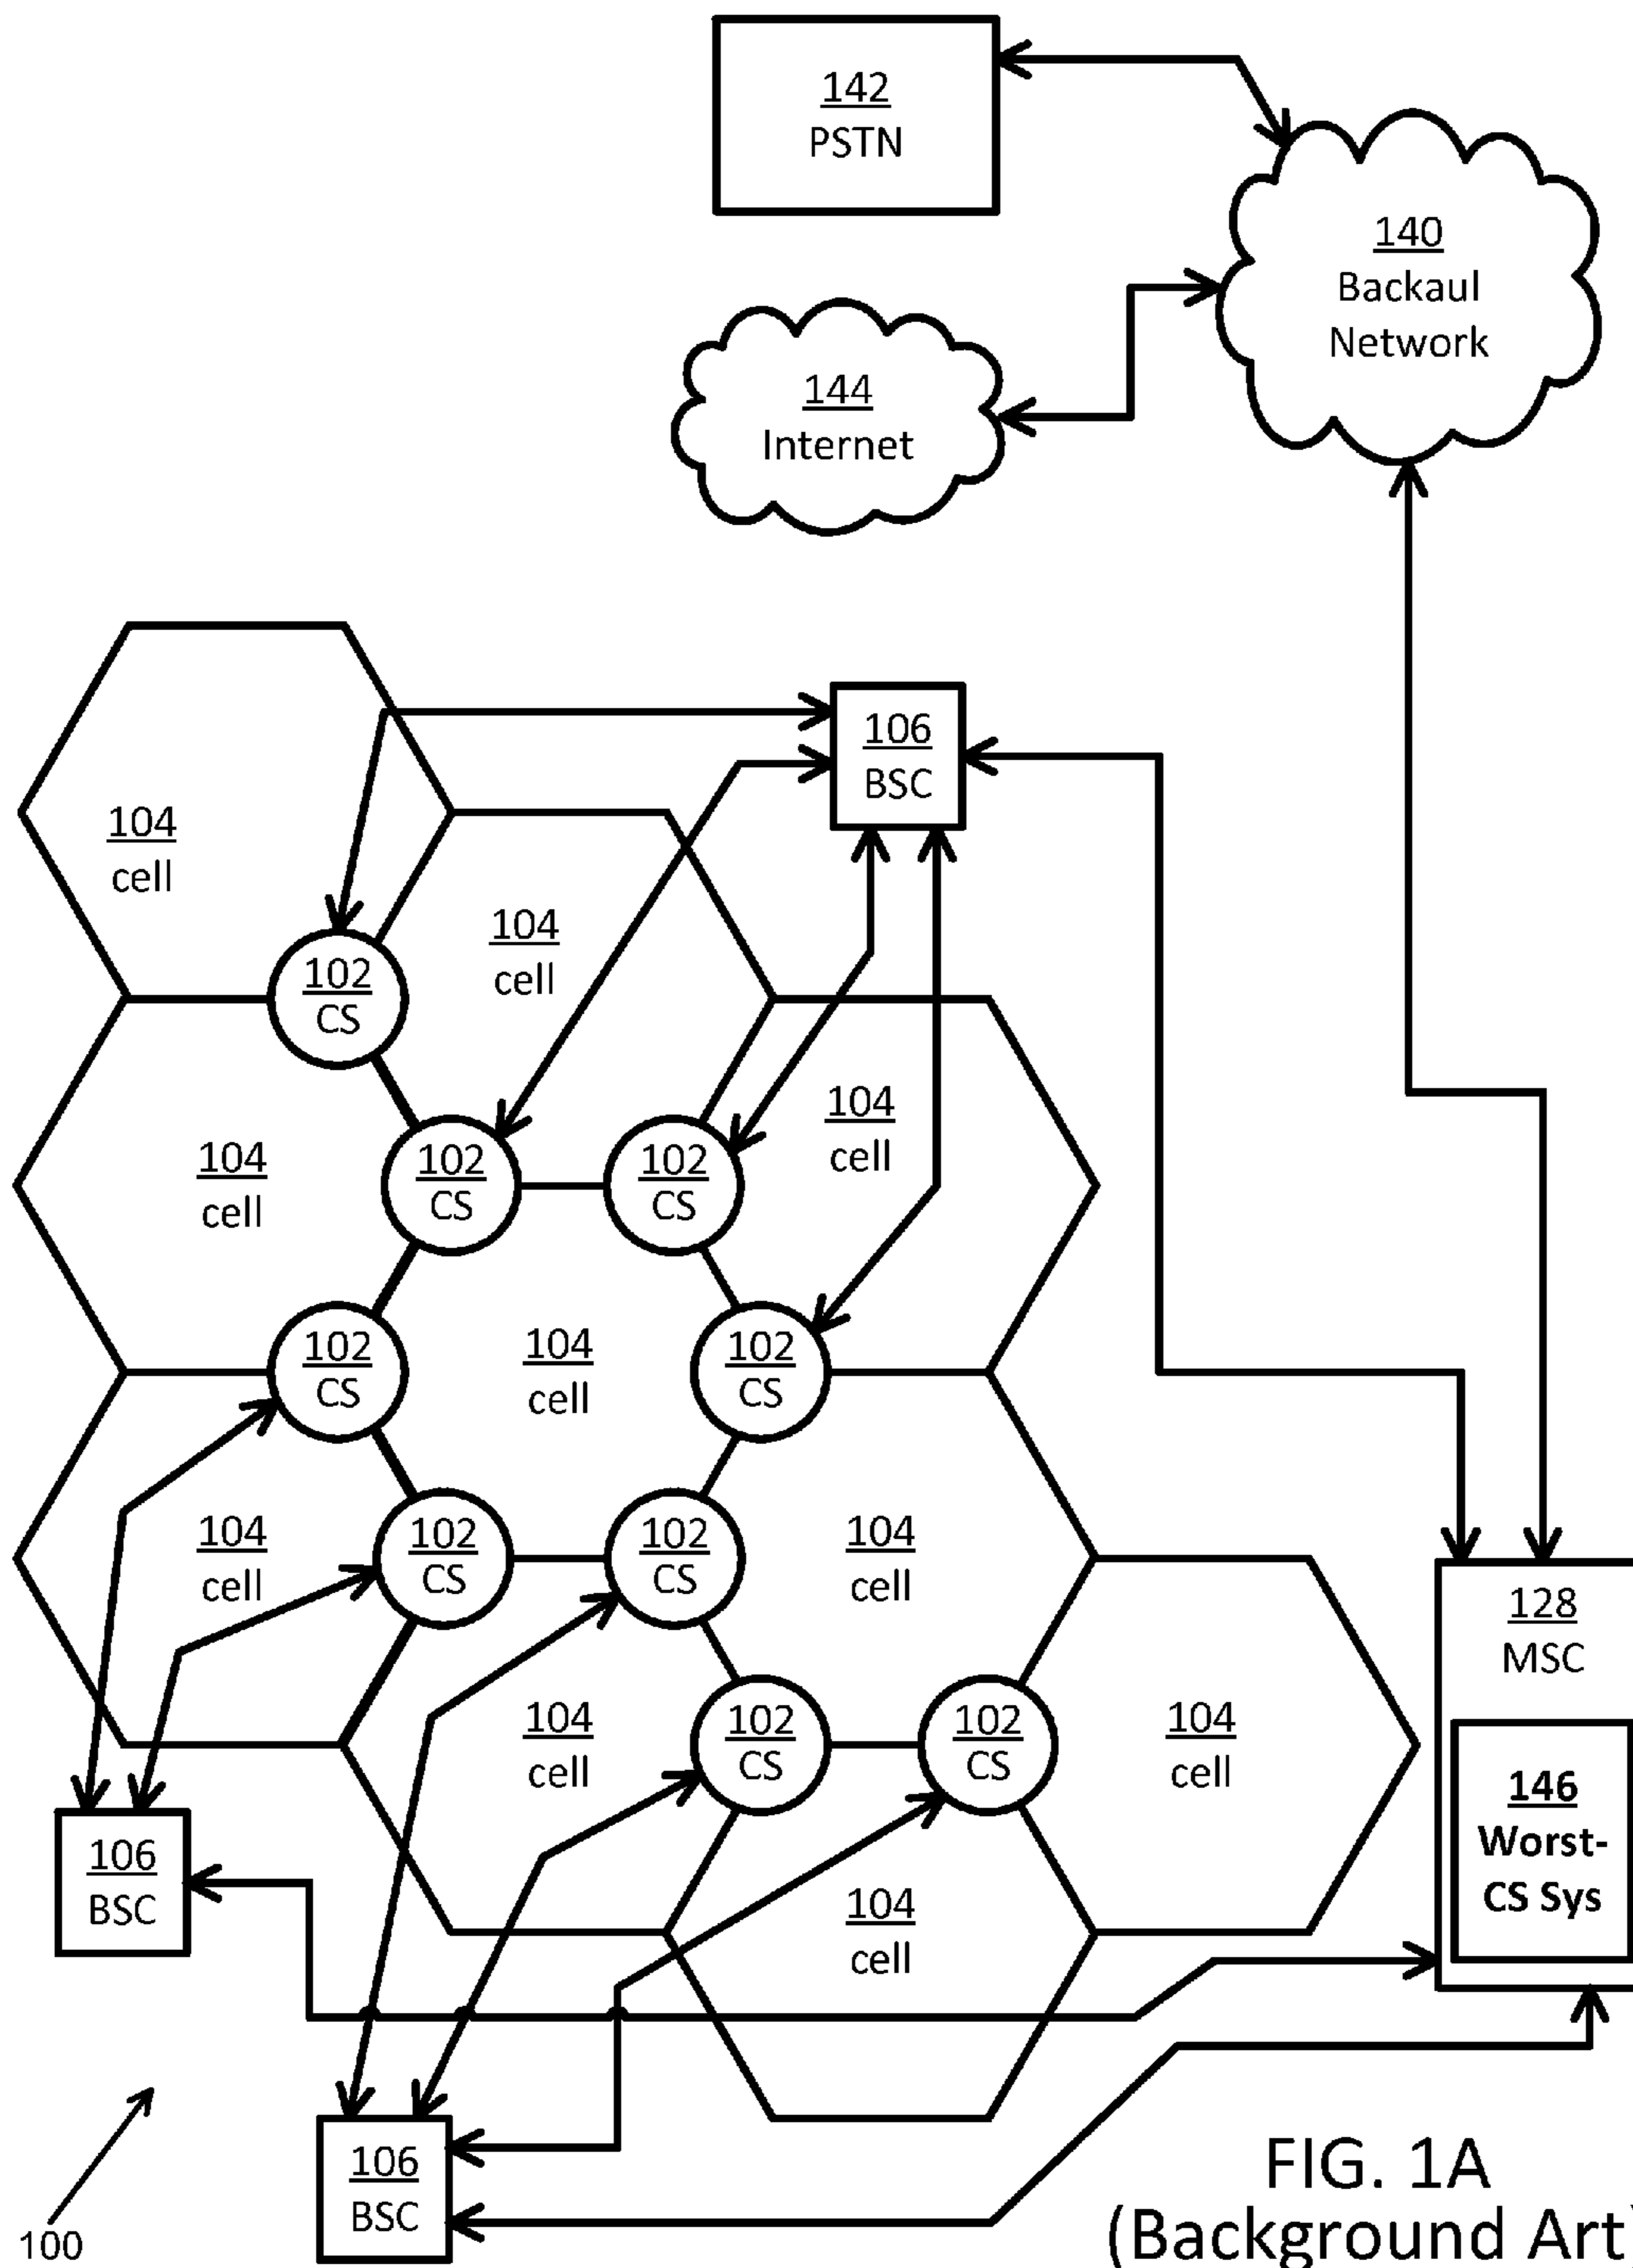 142
PSTN
140
Backaul
Network
144
Internet
106
BSC
104
cell
104
cell
102
CS
104
cell
104
cell
102
CS
102
CS
102
CS
104
cell
102
CS
104
cell
102
CS
102
CS
104
cell
128
MSC
104
cell
102
CS
102
CS
104
cell
146
Worst-
CS Sys
106
BSC
104
cell
106
BSC
100
FIG. 1A
(Background Art)